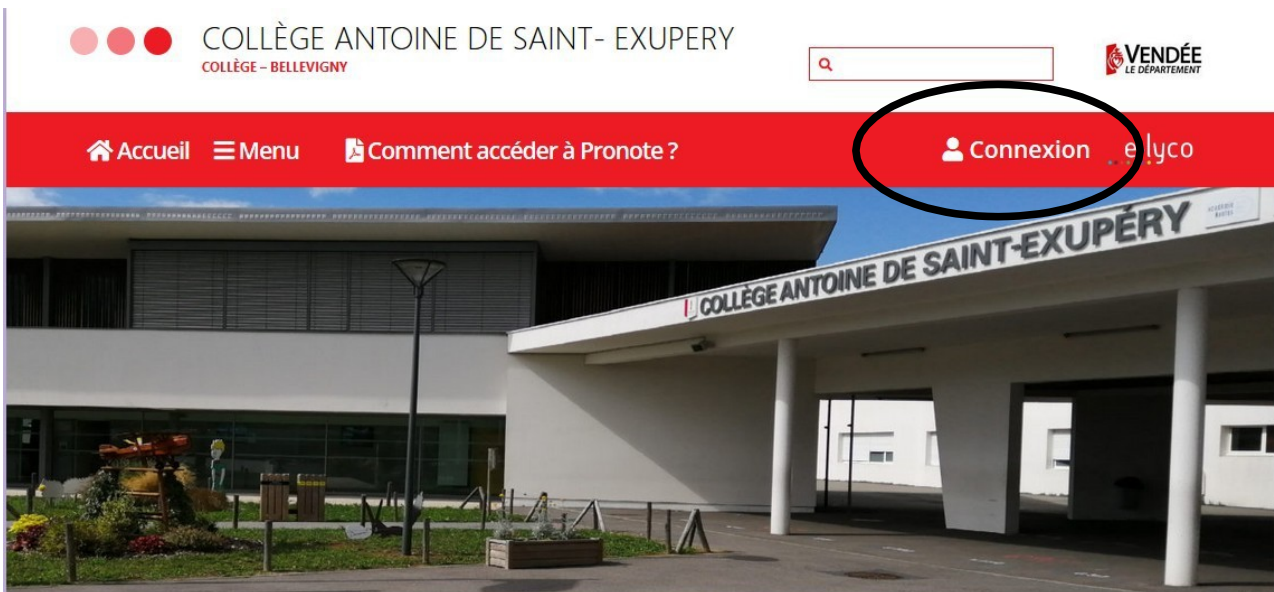 COLLÈGE ANTOINE DE SAINT- EXUPERY
COLLÈGE – BELLEVIGNY
VENDÉE
LE DÉPARTEMENT
Accueil Menu Comment accéder à Pronote ? Connexion e lyco
COLLÈGE ANTOINE DE SAINT-EXUPÉRY